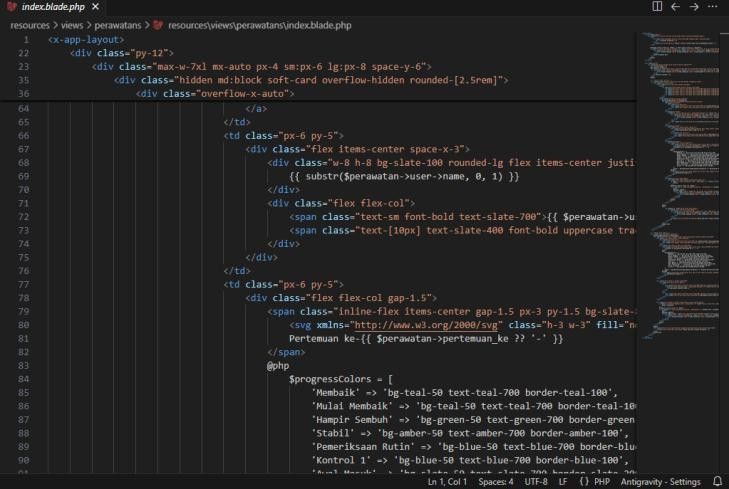 index.blade.php ×
resources > views > perawatans > resources\views\perawatans\index.blade.php
1 <x-app-layout>
22 <div class="py-12">
23 <div class="max-w-7xl mx-auto px-4 sm:px-6 lg:px-8 space-y-6">
35 <div class="hidden md:block soft-card overflow-hidden rounded-[2.5rem]">
36 <div class="overflow-x-auto">
64 </a>
65 </td>
66 <td class="px-6 py-5">
67 <div class="flex items-center space-x-3">
68 <div class="w-8 h-8 bg-slate-100 rounded-lg flex items-center justi
69 {{ substr($perawatan->user->name, 0, 1) }}
70 </div>
71 <div class="flex flex-col">
72 <span class="text-sm font-bold text-slate-700">{{ $perawatan->u
73 <span class="text-[10px] text-slate-400 font-bold uppercase tra
74 </div>
75 </div>
76 </td>
77 <td class="px-6 py-5">
78 <div class="flex flex-col gap-1.5">
79 <span class="inline-flex items-center gap-1.5 px-3 py-1.5 bg-slate-
80 <svg xmlns="http://www.w3.org/2000/svg" class="h-3 w-3" fill="n
81 Pertemuan ke-{{ $perawatan->pertemuan_ke ?? '-' }}
82 </span>
83 @php
84 $progressColors = [
85 'Membaik' => 'bg-teal-50 text-teal-700 border-teal-100',
86 'Mulai Membaik' => 'bg-teal-50 text-teal-700 border-teal-10
87 'Hampir Sembuh' => 'bg-green-50 text-green-700 border-green
88 'Stabil' => 'bg-amber-50 text-amber-700 border-amber-100',
89 'Pemeriksaan Rutin' => 'bg-blue-50 text-blue-700 border-blu
90 'Kontrol 1' => 'bg-blue-50 text-blue-700 border-blue-100',
Ln 1, Col 1 Spaces: 4 UTF-8 LF {} PHP Antigravity - Settings